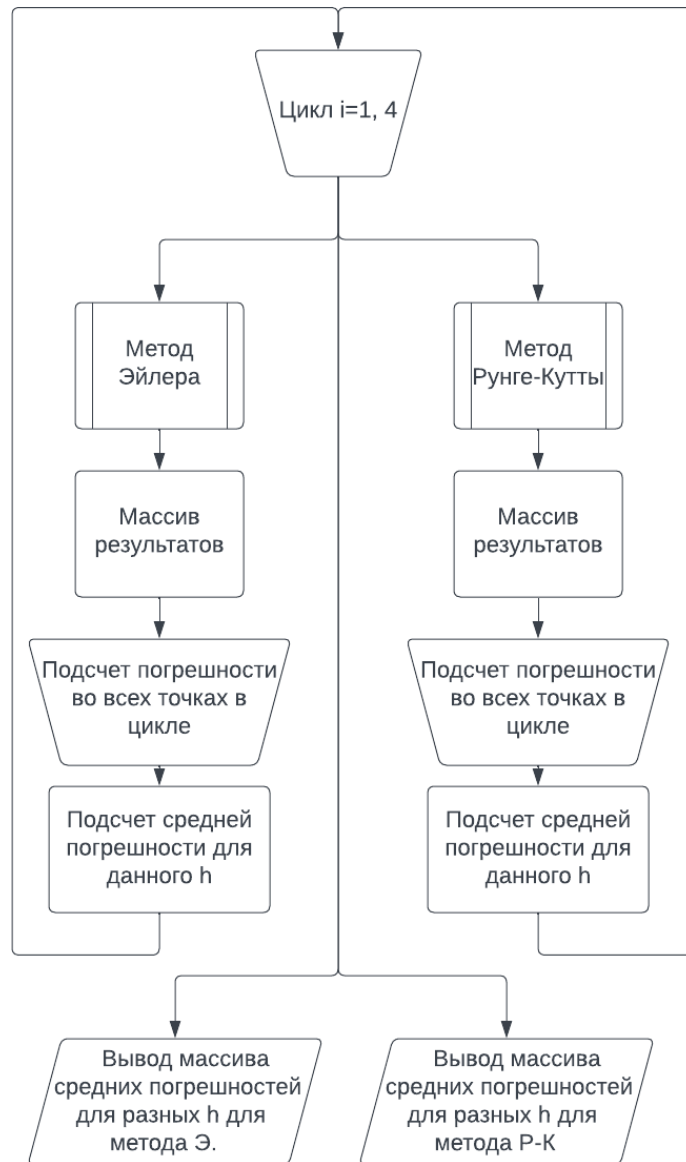 Цикл i=1, 4
Метод
Эйлера
Метод
Рунге-Кутты
Массив
результатов
Массив
результатов
Подсчет погрешности
во всех точках в
цикле
Подсчет погрешности
во всех точках в
цикле
Подсчет средней
погрешности для
данного h
Подсчет средней
погрешности для
данного h
Вывод массива
средних погрешностей
для разных h для
метода Э.
Вывод массива
средних погрешностей
для разных h для
метода Р-К